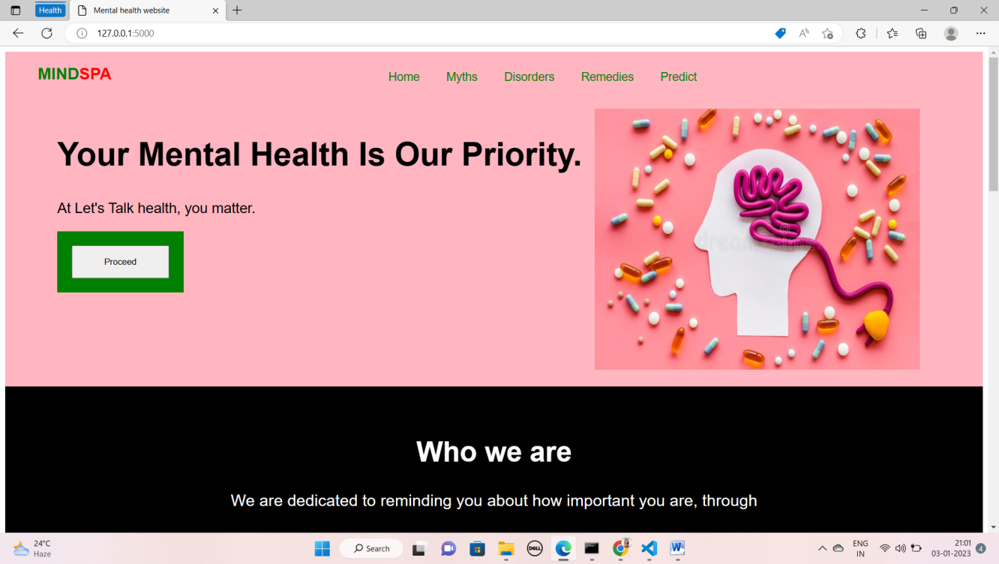 Health
Mental health website
127.0.0.1:5000
MINDSPA
Home Myths Disorders Remedies Predict
Your Mental Health Is Our Priority.
At Let's Talk health, you matter.
Proceed
dreamstime
Who we are
We are dedicated to reminding you about how important you are, through
24°C
Haze
Search
DELL
ENG
IN
21:01
03-01-2023
4